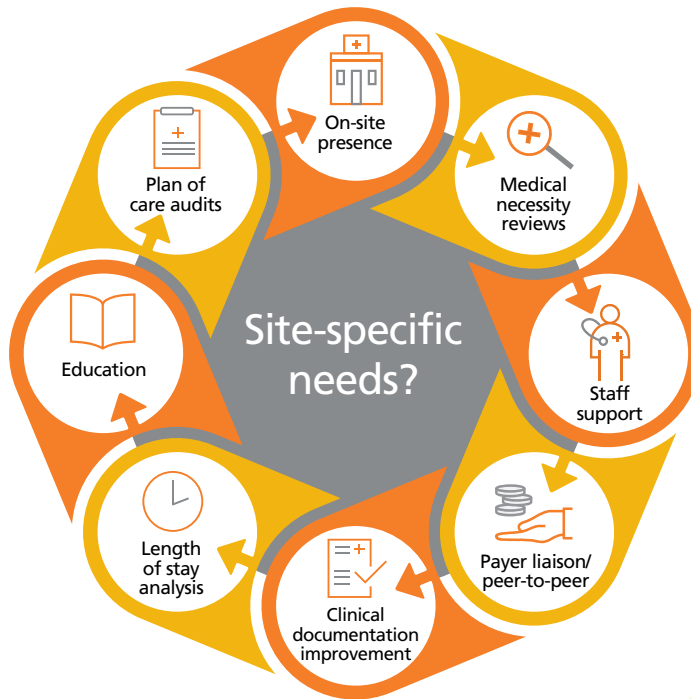 Site-specific
needs?
On-site
presence
Medical
necessity
reviews
Staff
support
Payer liaison/
peer-to-peer
Clinical
documentation
improvement
Length
of stay
analysis
Education
Plan of
care audits